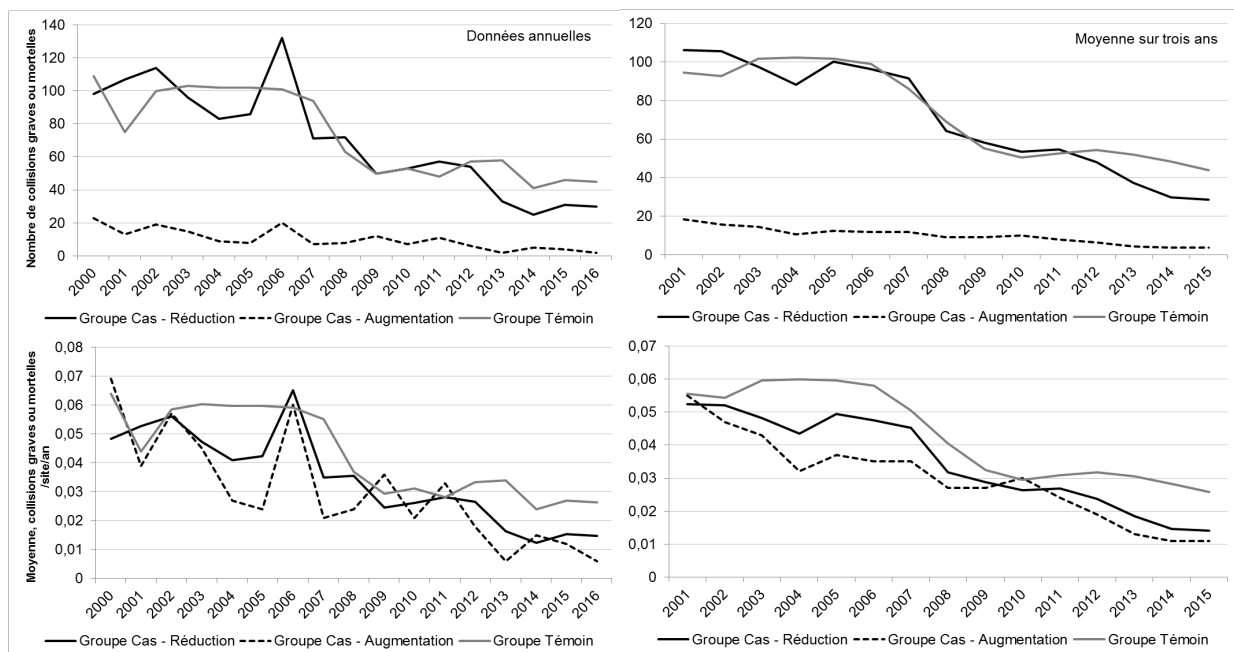 Données annuelles
Nombre de collisions graves ou mortelles
140
120
100
80
60
40
20
0
2000 2001 2002 2003 2004 2005 2006 2007 2008 2009 2010 2011 2012 2013 2014 2015 2016
Groupe Cas - Réduction Groupe Cas - Augmentation Groupe Témoin
Moyenne sur trois ans
120
100
80
60
40
20
0
2001 2002 2003 2004 2005 2006 2007 2008 2009 2010 2011 2012 2013 2014 2015
Groupe Cas - Réduction Groupe Cas - Augmentation Groupe Témoin
Moyenne, collisions graves ou mortelles
/site/an
0,08
0,07
0,06
0,05
0,04
0,03
0,02
0,01
0
2000 2001 2002 2003 2004 2005 2006 2007 2008 2009 2010 2011 2012 2013 2014 2015 2016
Groupe Cas - Réduction Groupe Cas - Augmentation Groupe Témoin
0,07
0,06
0,05
0,04
0,03
0,02
0,01
0
2001 2002 2003 2004 2005 2006 2007 2008 2009 2010 2011 2012 2013 2014 2015
Groupe Cas - Réduction Groupe Cas - Augmentation Groupe Témoin